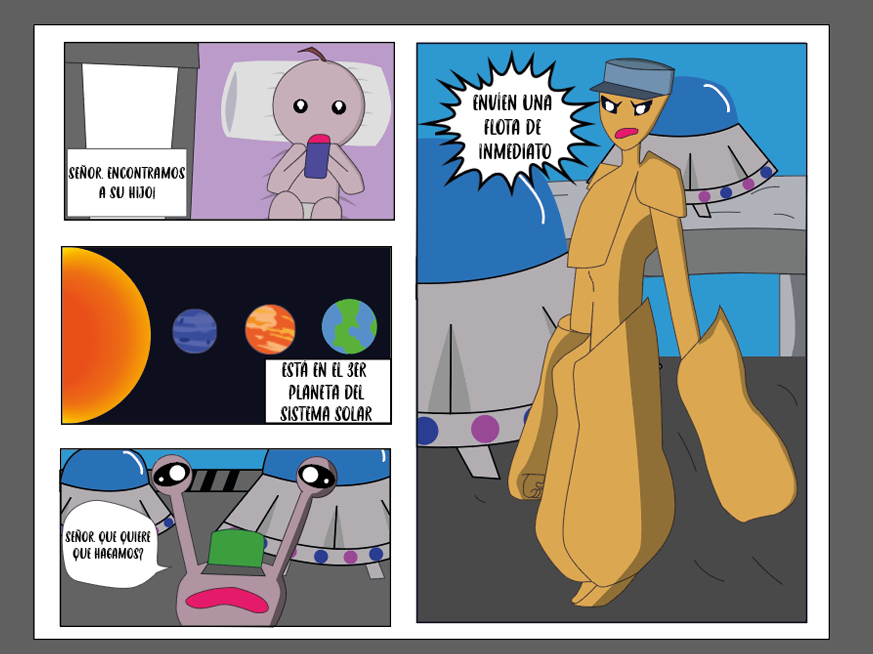 SEÑOR, ENCONTRAMOS
A SU HIJO!
ESTÁ EN EL 3ER
PLANETA DEL
SISTEMA SOLAR
SEÑOR, QUE QUIERE
QUE HAGAMOS?
ENVÍEN UNA
FLOTA DE
INMEDIATO